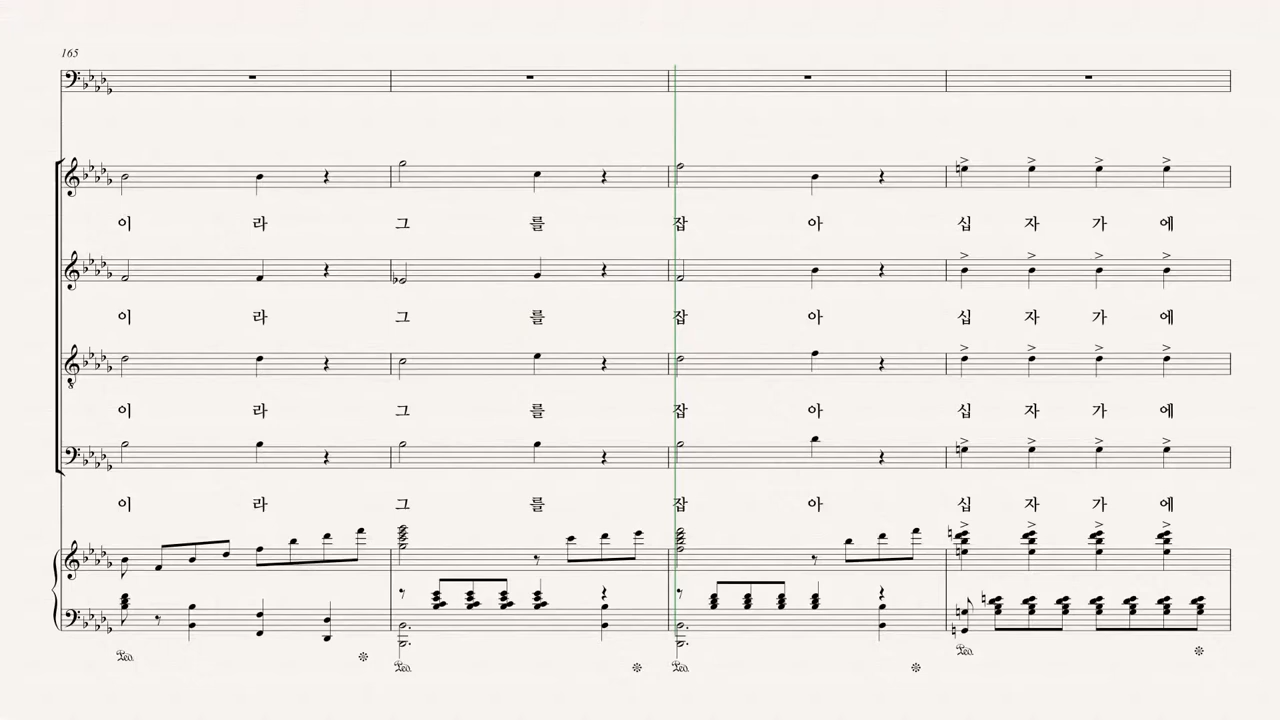 165
이 라 그 를 잡 아 십 자 가 에
이 라 그 를 잡 아 십 자 가 에
이 라 그 를 잡 아 십 자 가 에
이 라 그 를 잡 아 십 자 가 에